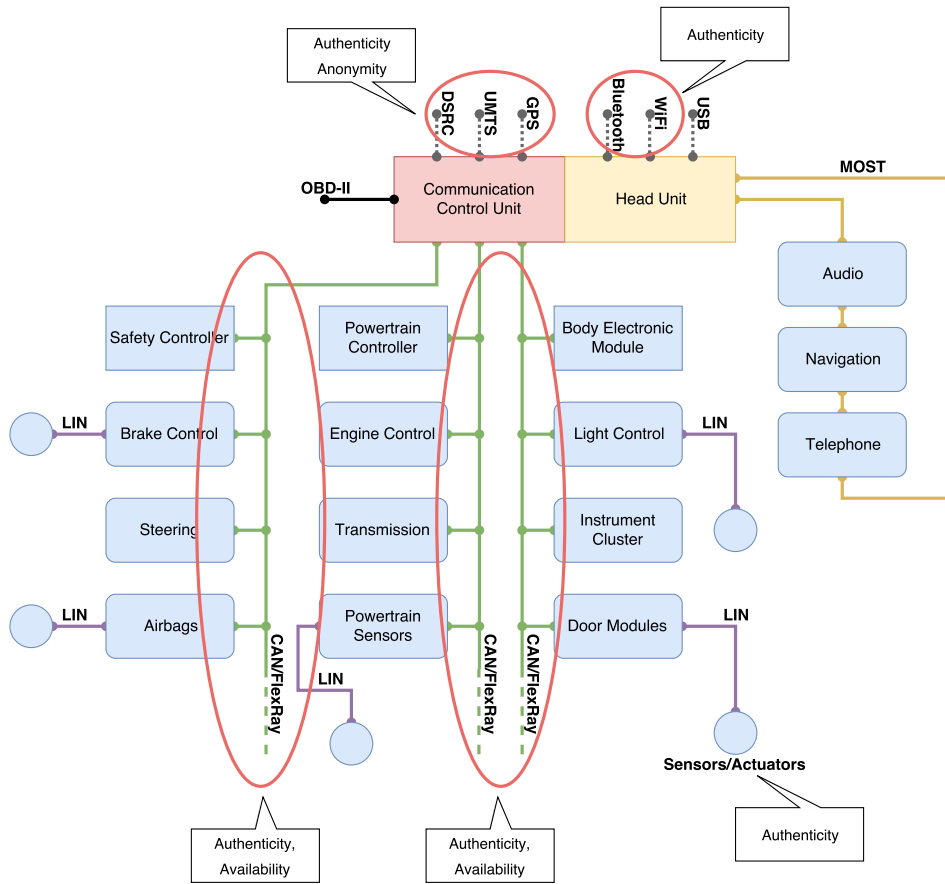 Authenticity
Anonymity
Authenticity
DSRC
UMTS
GPS
Bluetooth
WiFi
USB
OBD-II
Communication
Control Unit
Head Unit
MOST
Audio
Navigation
Telephone
Safety Controller
Powertrain
Controller
Body Electronic
Module
LIN
Brake Control
Engine Control
Light Control
LIN
Steering
Transmission
Instrument
Cluster
LIN
Airbags
Powertrain
Sensors
Door Modules
LIN
CAN/FlexRay
LIN
CAN/FlexRay
CAN/FlexRay
Sensors/Actuators
Authenticity,
Availability
Authenticity,
Availability
Authenticity